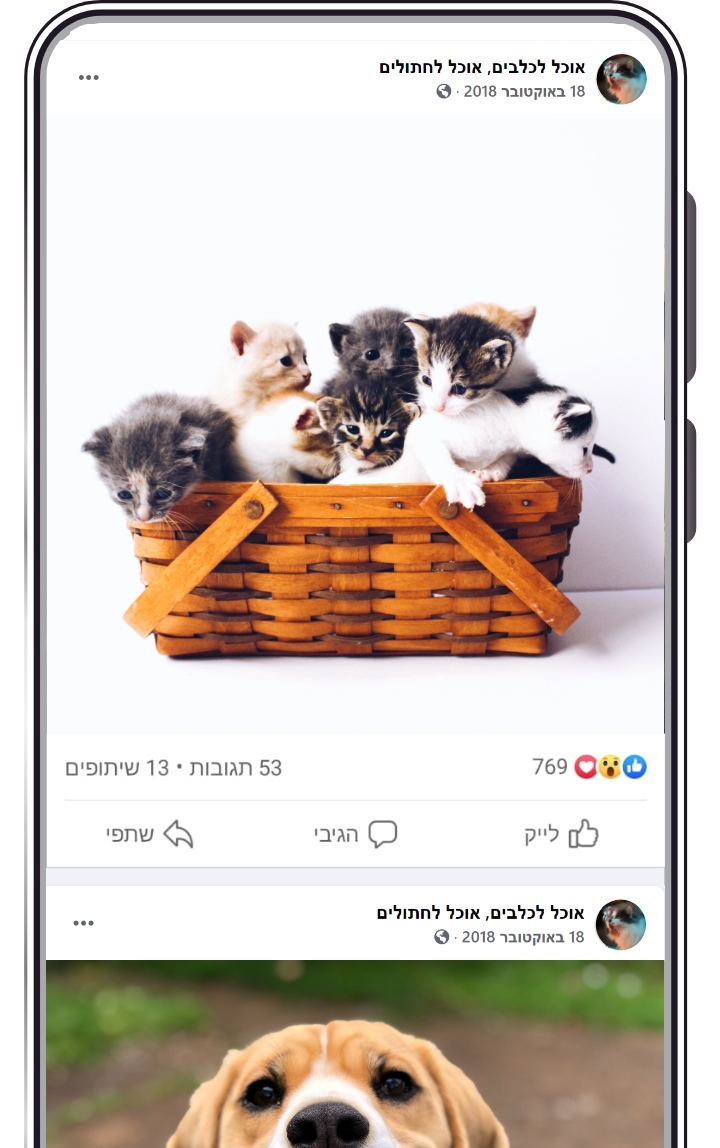 אוכל לכלבים, אוכל לחתולים
18 באוקטובר 2018 ·
769
53 תגובות • 13 שיתופים
לייק
הגיבי
שתפי
אוכל לכלבים, אוכל לחתולים
18 באוקטובר 2018 ·